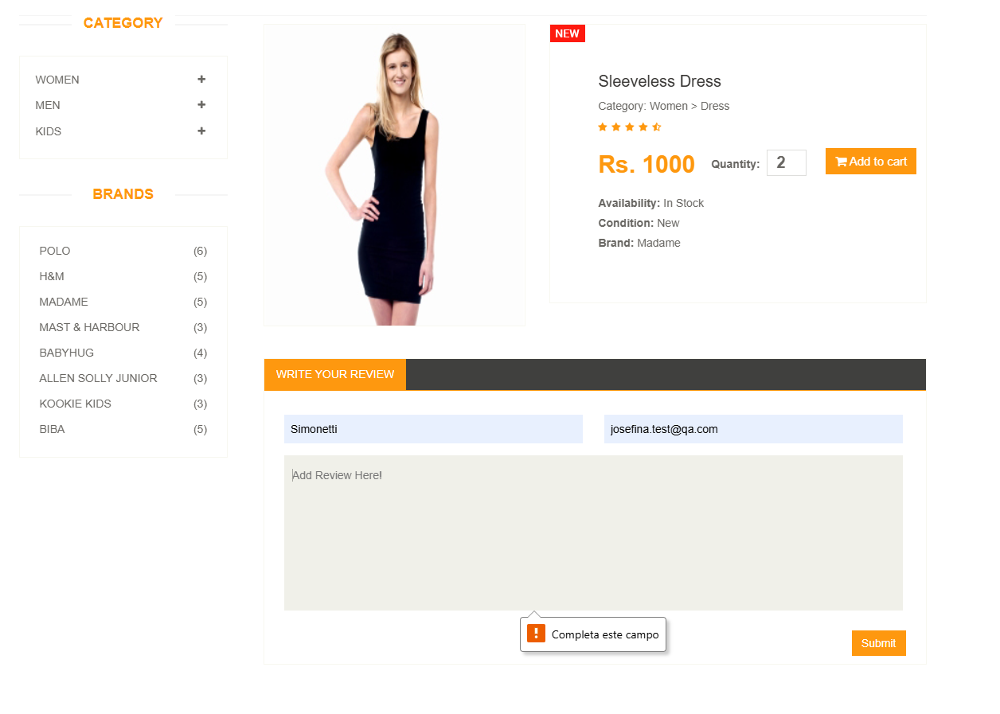 CATEGORY
WOMEN
MEN
KIDS
BRANDS
POLO (6)
H&M (5)
MADAME (5)
MAST & HARBOUR (3)
BABYHUG (4)
ALLEN SOLLY JUNIOR (3)
KOOKIE KIDS (3)
BIBA (5)
NEW
Sleeveless Dress
Category: Women > Dress
Rs. 1000 Quantity: 2 Add to cart
Availability: In Stock
Condition: New
Brand: Madame
WRITE YOUR REVIEW
Simonetti josefina.test@qa.com
Add Review Here!
Completa este campo
Submit